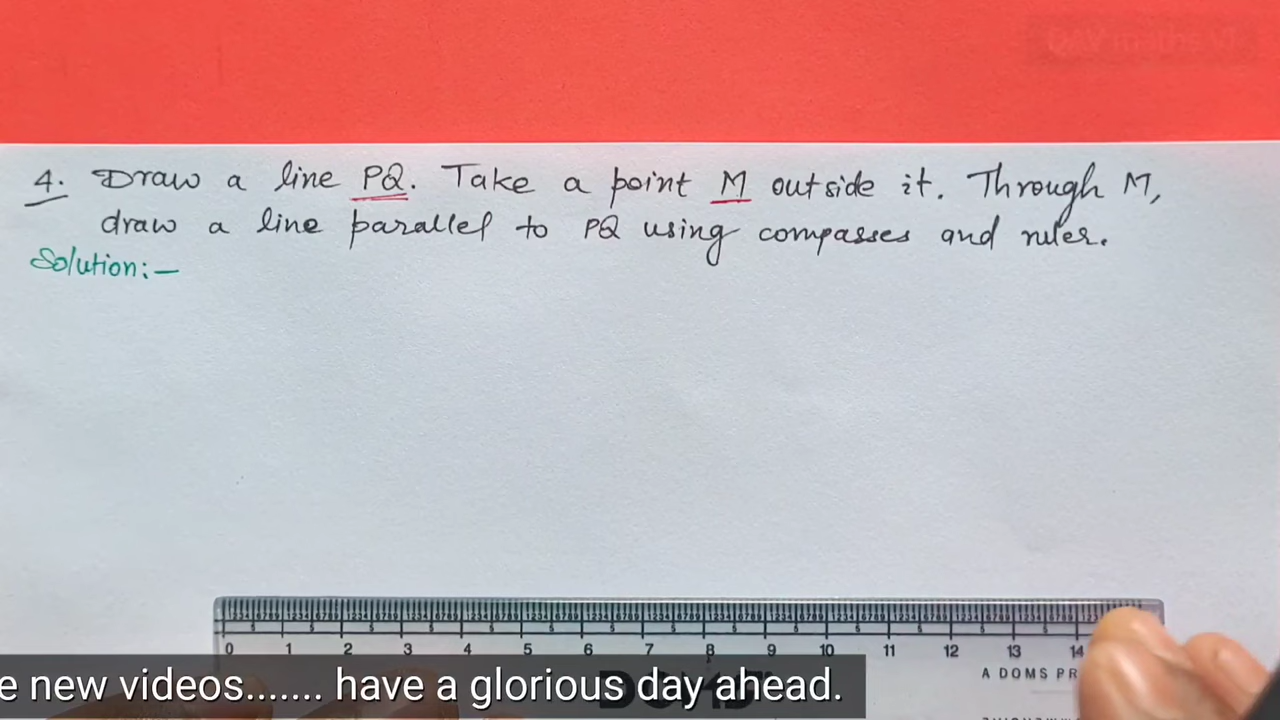 4. Draw a line PQ. Take a point M outside it. Through M,
draw a line parallel to PQ using compasses and ruler.
Solution:-
0 1 2 3 4 5 6 7 8 9 10 11 12 13 14
A DOMS PR
e new videos....... have a glorious day ahead.